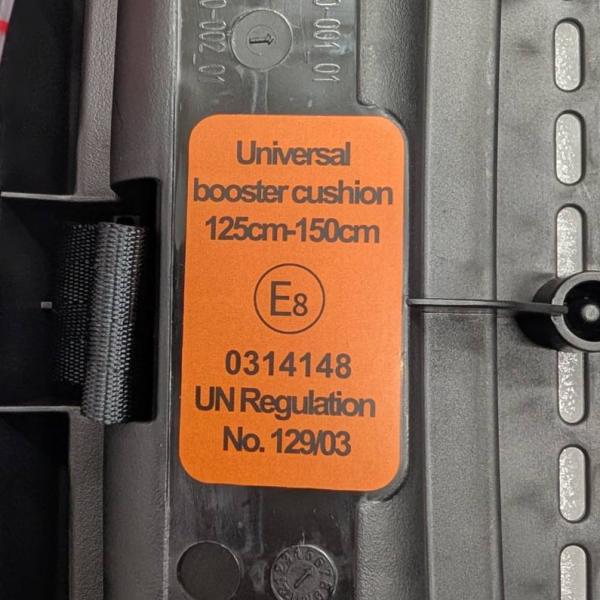 Universal
booster cushion
125cm-150cm
E8
0314148
UN Regulation
No. 129/03